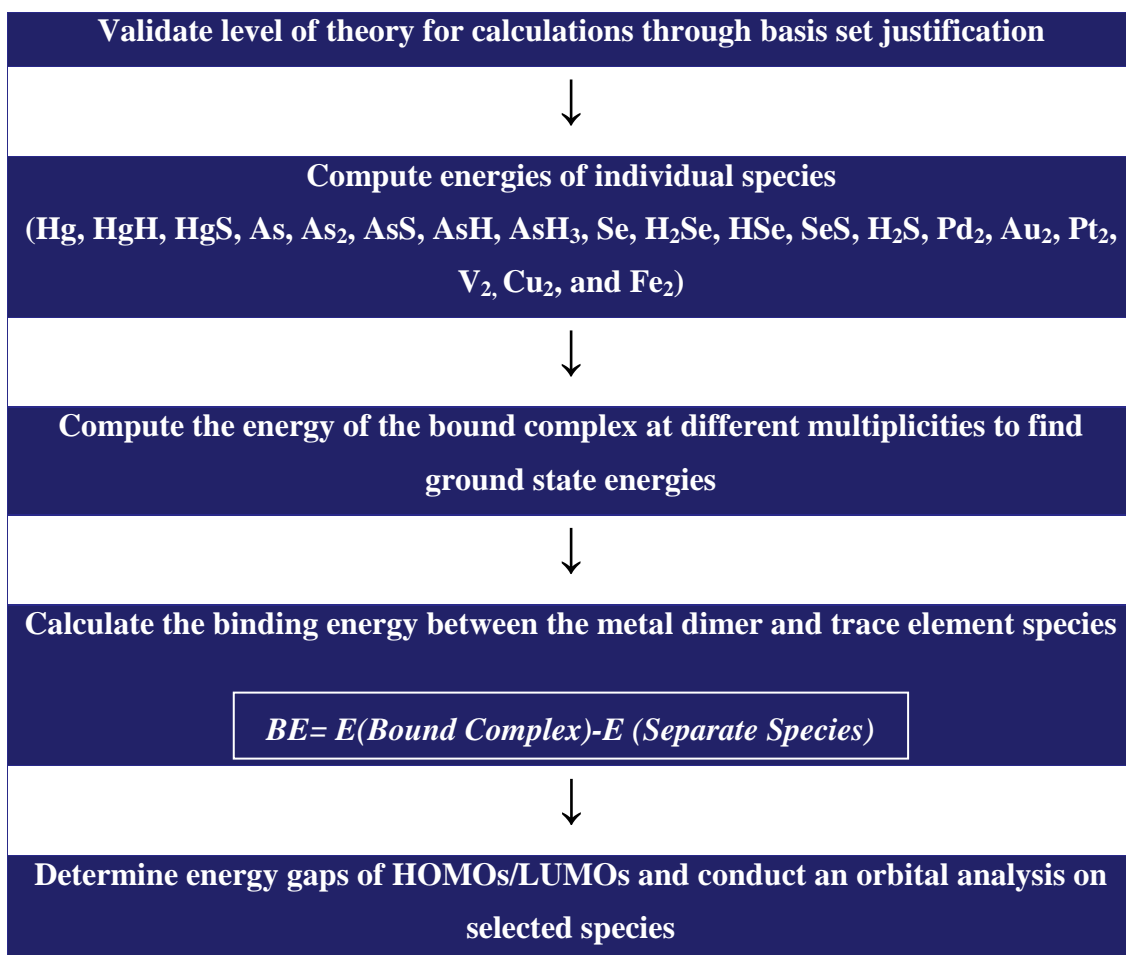 Validate level of theory for calculations through basis set justification
↓
Compute energies of individual species
(Hg, HgH, HgS, As, As₂, AsS, AsH, AsH₃, Se, H₂Se, HSe, SeS, H₂S, Pd₂, Au₂, Pt₂,
V₂, Cu₂, and Fe₂)
↓
Compute the energy of the bound complex at different multiplicities to find
ground state energies
↓
Calculate the binding energy between the metal dimer and trace element species
BE= E(Bound Complex)-E (Separate Species)
↓
Determine energy gaps of HOMOs/LUMOs and conduct an orbital analysis on
selected species